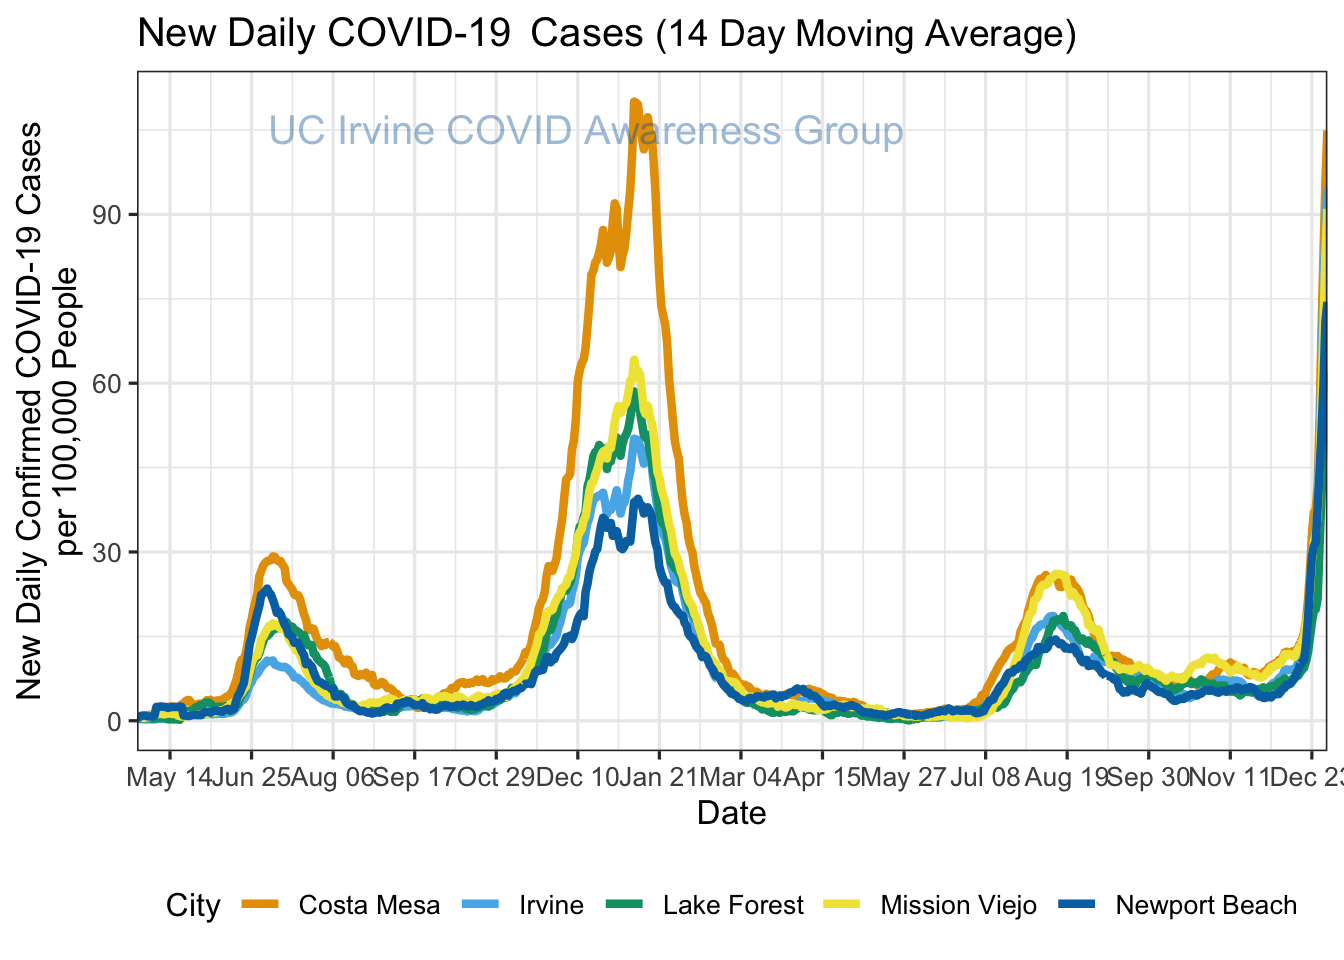 New Daily COVID-19 Cases (14 Day Moving Average)
UC Irvine COVID Awareness Group
New Daily Confirmed COVID-19 Cases
per 100,000 People
90
60
30
0
May 14 Jun 25 Aug 06 Sep 17 Oct 29 Dec 10 Jan 21 Mar 04 Apr 15 May 27 Jul 08 Aug 19 Sep 30 Nov 11 Dec 23
Date
City Costa Mesa Irvine Lake Forest Mission Viejo Newport Beach